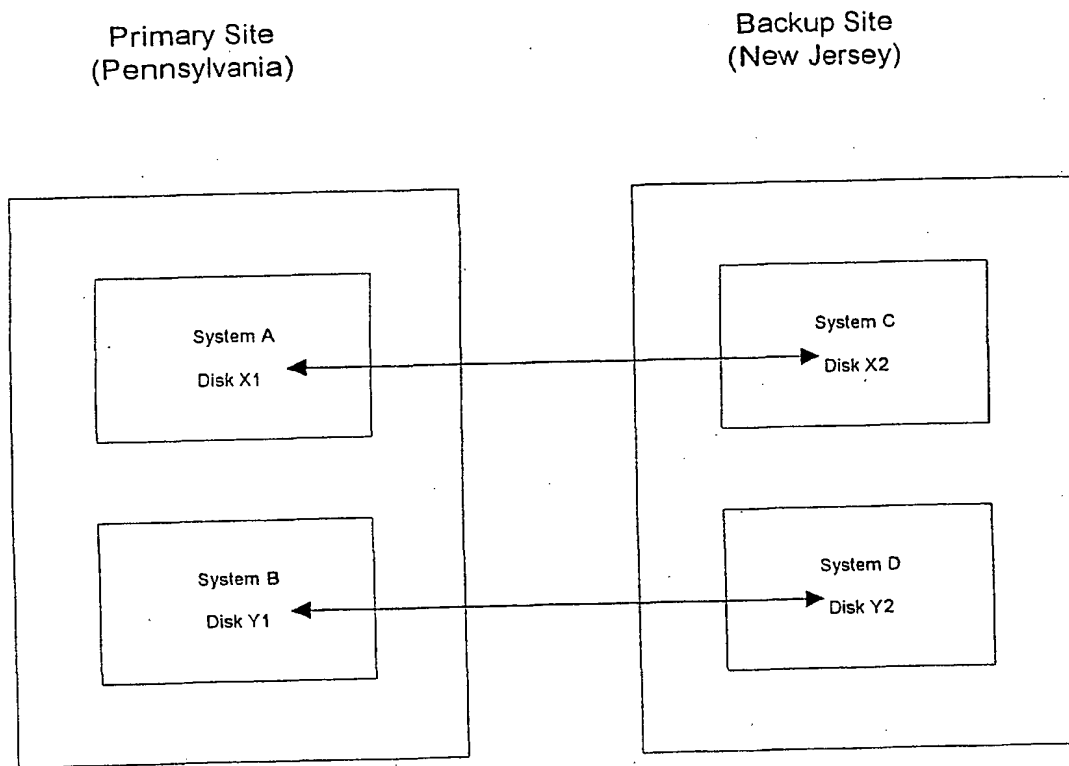 Primary Site
(Pennsylvania)
Backup Site
(New Jersey)
System A
Disk X1
System C
Disk X2
System B
Disk Y1
System D
Disk Y2